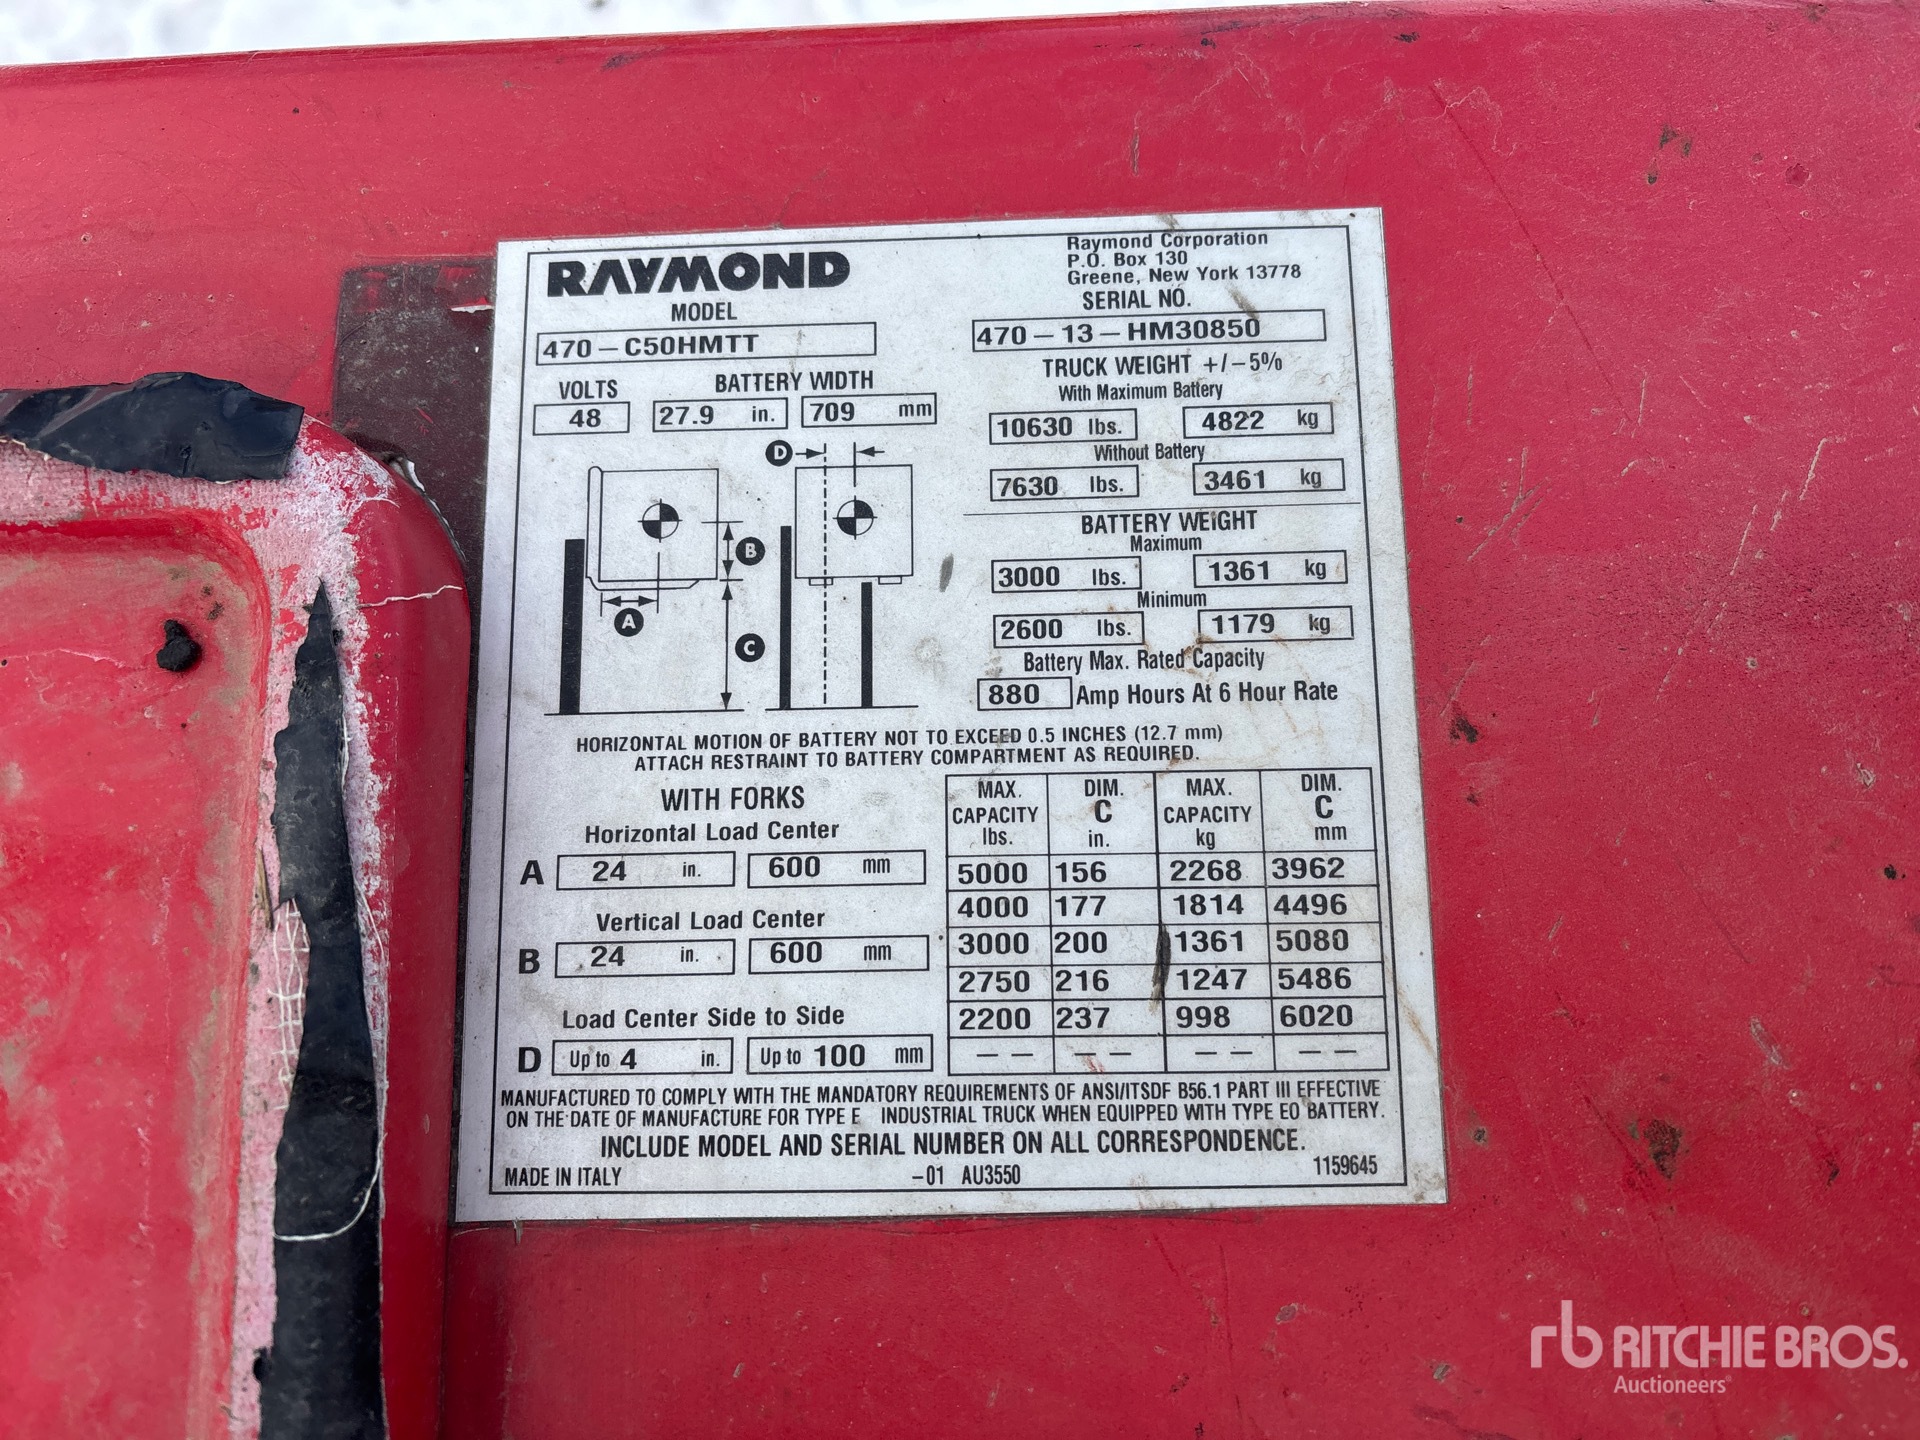 RAYMOND
Raymond Corporation
P.O. Box 130
Greene, New York 13778
MODEL
470 – C50HMTT
SERIAL NO.
470 – 13 – HM30850
VOLTS
48
BATTERY WIDTH
27.9 in. 709 mm
TRUCK WEIGHT +/–5%
With Maximum Battery
10630 lbs. 4822 kg
Without Battery
7630 lbs. 3461 kg
BATTERY WEIGHT
Maximum
3000 lbs. 1361 kg
Minimum
2600 lbs. 1179 kg
Battery Max. Rated Capacity
880 Amp Hours At 6 Hour Rate
D
B
A
C
HORIZONTAL MOTION OF BATTERY NOT TO EXCEED 0.5 INCHES (12.7 mm)
ATTACH RESTRAINT TO BATTERY COMPARTMENT AS REQUIRED.
WITH FORKS
Horizontal Load Center
A 24 in. 600 mm
Vertical Load Center
B 24 in. 600 mm
Load Center Side to Side
D Up to 4 in. Up to 100 mm
MAX. CAPACITY lbs. DIM. C in. MAX. CAPACITY kg DIM. C mm
5000 156 2268 3962
4000 177 1814 4496
3000 200 1361 5080
2750 216 1247 5486
2200 237 998 6020
– – – – – – – –
MANUFACTURED TO COMPLY WITH THE MANDATORY REQUIREMENTS OF ANSI/ITSDF B56.1 PART III EFFECTIVE
ON THE DATE OF MANUFACTURE FOR TYPE E INDUSTRIAL TRUCK WHEN EQUIPPED WITH TYPE EO BATTERY.
INCLUDE MODEL AND SERIAL NUMBER ON ALL CORRESPONDENCE.
MADE IN ITALY –01 AU3550 1159645
rb RITCHIE BROS.
Auctioneers